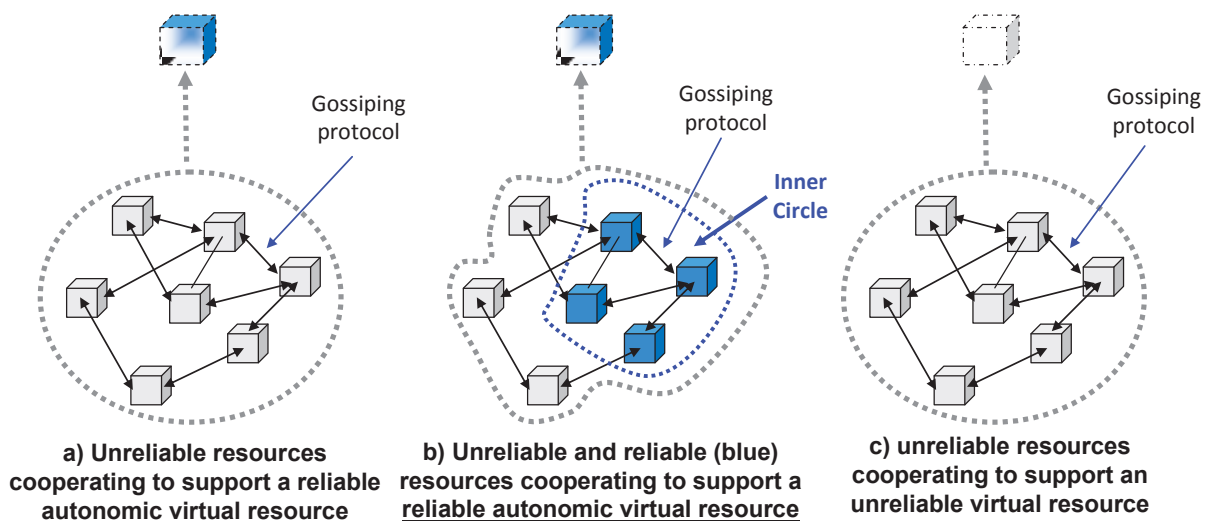 Gossiping
protocol
Gossiping
protocol
Inner
Circle
Gossiping
protocol
a) Unreliable resources
cooperating to support a reliable
autonomic virtual resource
b) Unreliable and reliable (blue)
resources cooperating to support a
reliable autonomic virtual resource
c) unreliable resources
cooperating to support an
unreliable virtual resource